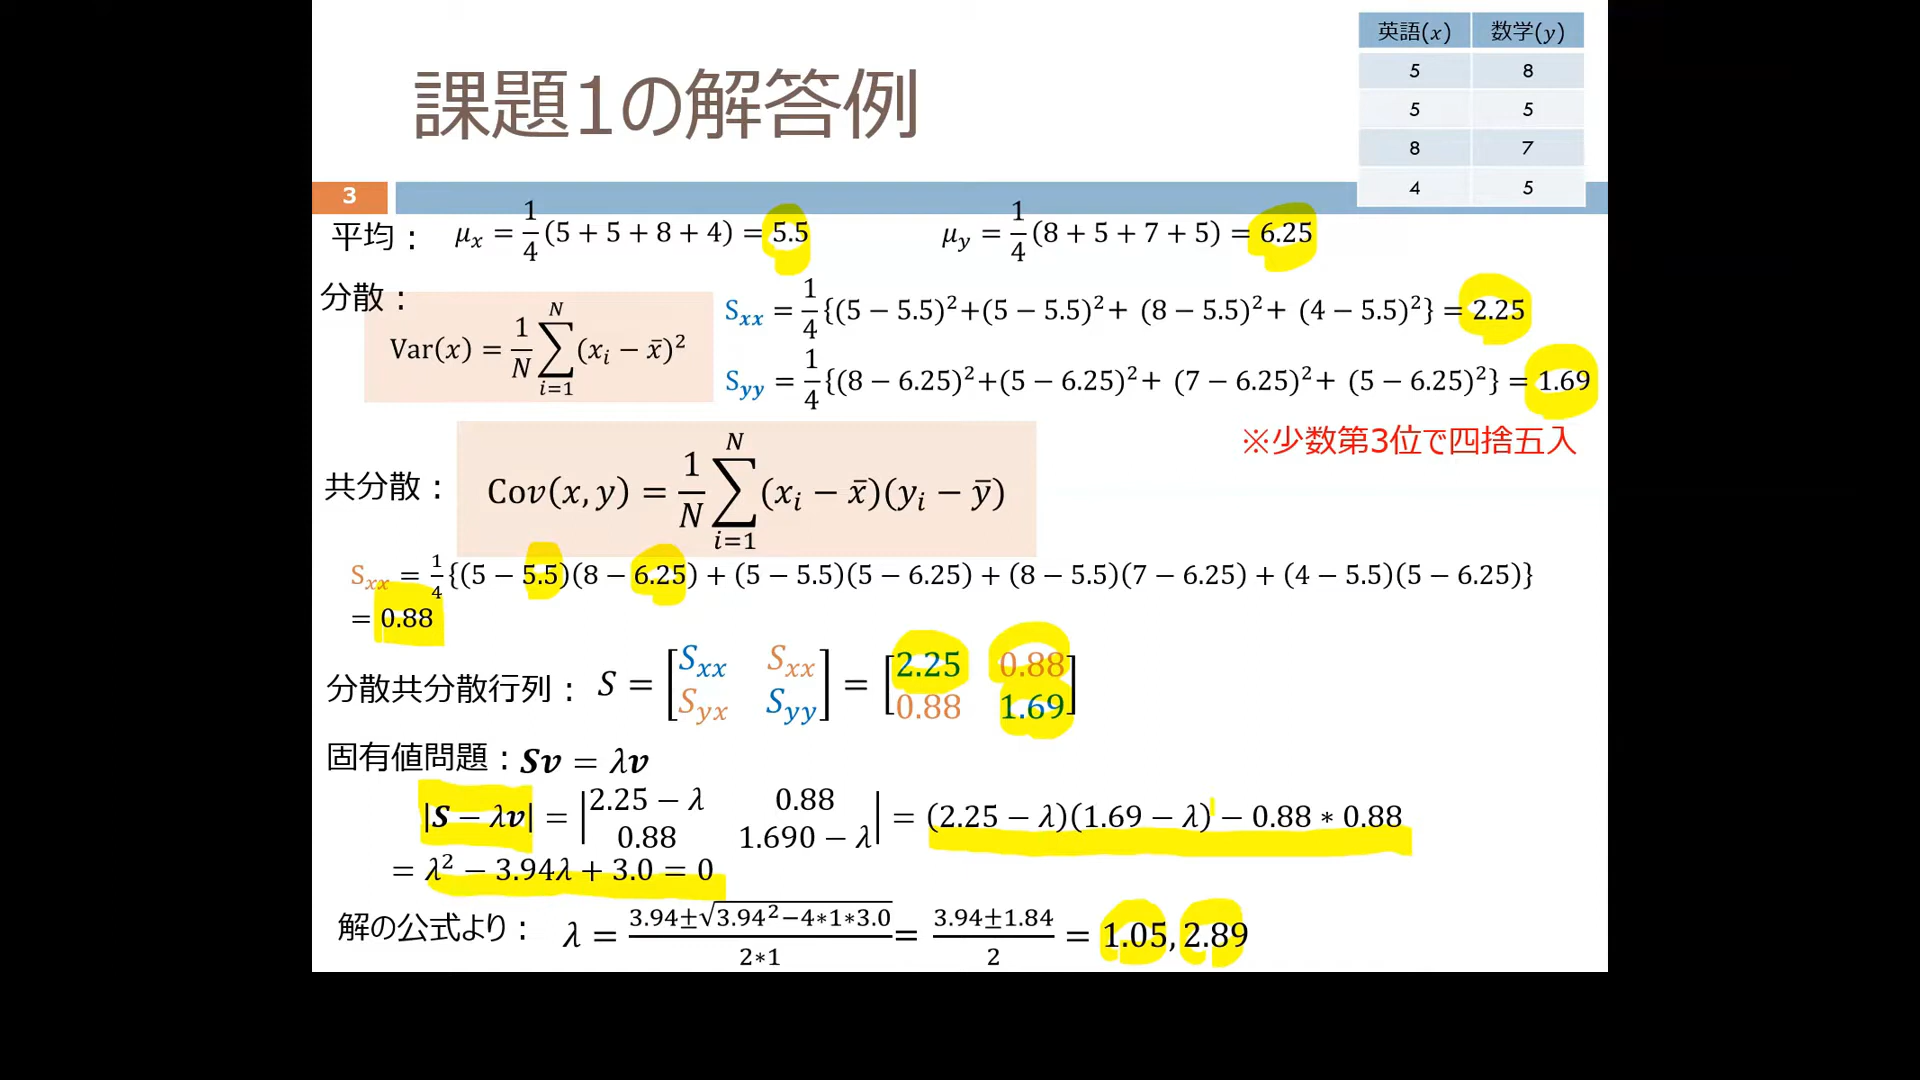 英語(x) 数学(y)
5 8
5 5
8 7
4 5
課題1の解答例
3
平均： μx = 1/4 (5 + 5 + 8 + 4) = 5.5 μy = 1/4 (8 + 5 + 7 + 5) = 6.25
分散：
Var(x) = 1/N ∑_{i=1}^{N} (xi − x̄)²
Sxx = 1/4 {(5 − 5.5)²+(5 − 5.5)²+ (8 − 5.5)²+ (4 − 5.5)²} = 2.25
Syy = 1/4 {(8 − 6.25)²+(5 − 6.25)²+ (7 − 6.25)²+ (5 − 6.25)²} = 1.69
※少数第3位で四捨五入
共分散： Cov(x, y) = 1/N ∑_{i=1}^{N} (xi − x̄)(yi − ȳ)
Sxx = 1/4 {(5 − 5.5)(8 − 6.25) + (5 − 5.5)(5 − 6.25) + (8 − 5.5)(7 − 6.25) + (4 − 5.5)(5 − 6.25)}
= 0.88
分散共分散行列： S = [Sxx Sxx; Syx Syy] = [2.25 0.88; 0.88 1.69]
固有値問題：Sv = λv
|S − λv| = |2.25 − λ 0.88; 0.88 1.690 − λ| = (2.25 − λ)(1.69 − λ) − 0.88 ∗ 0.88
= λ² − 3.94λ + 3.0 = 0
解の公式より： λ = (3.94±√(3.94²−4∗1∗3.0))/(2∗1) = (3.94±1.84)/2 = 1.05, 2.89